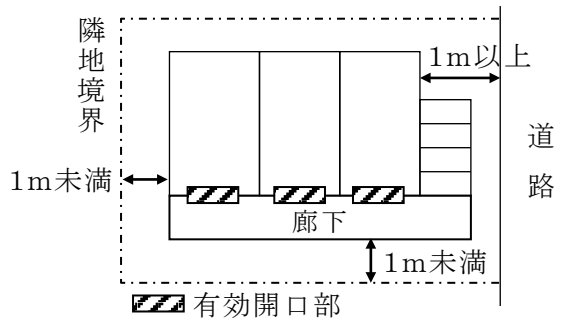 隣地境界
1m以上
道路
1m未満
廊下
1m未満
有効開口部